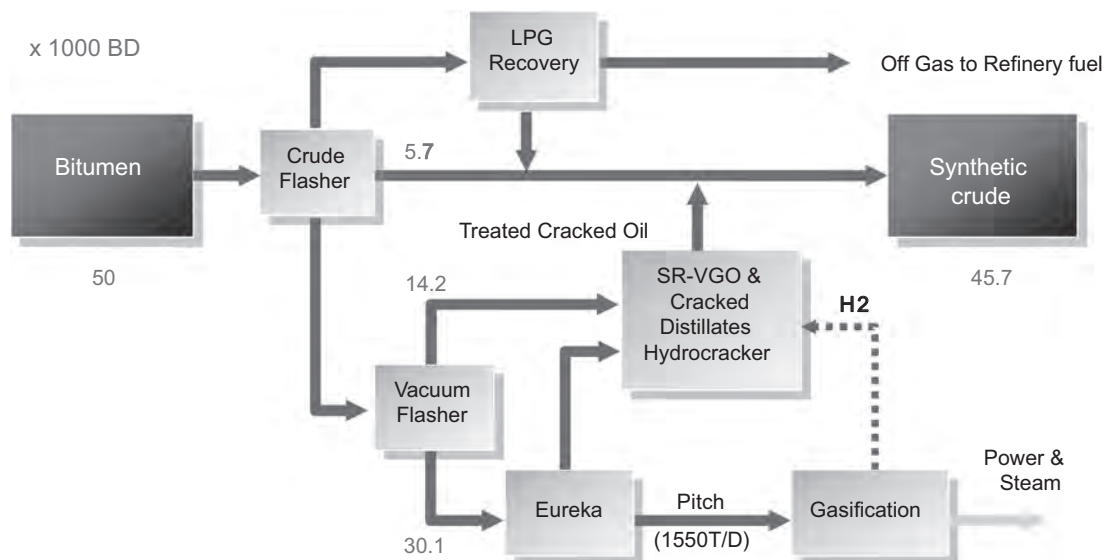 x 1000 BD
LPG
Recovery
Off Gas to Refinery fuel
Bitumen
Crude
Flasher
5.7
Synthetic
crude
Treated Cracked Oil
50
14.2
SR-VGO &
Cracked
Distillates
Hydrocracker
H2
45.7
Vacuum
Flasher
Eureka
Pitch
(1550T/D)
Gasification
Power &
Steam
30.1